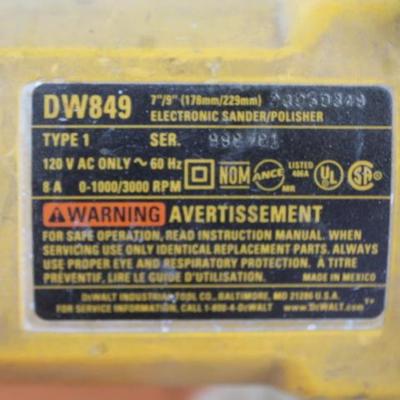 DW849 7"/9" (178mm/229mm)
ELECTRONIC SANDER/POLISHER
TYPE 1 SER.
120 V AC ONLY ~ 60 Hz NOM ANCE MR LISTED UL SA
8 A 0-1000/3000 RPM
WARNING AVERTISSEMENT
FOR SAFE OPERATION, READ INSTRUCTION MANUAL. WHEN
SERVICING USE ONLY IDENTICAL REPLACEMENT PARTS. ALWAYS
USE PROPER EYE AND RESPIRATORY PROTECTION. À TITRE
PREVENTIF, LIRE LE GUIDE D'UTILISATION. MADE IN MEXICO
DEWALT INDUSTRIAL TOOL CO., BALTIMORE, MD 21286 U.S.A.
FOR SERVICE INFORMATION, CALL 1-800-4-DEWALT www.DEWALT.com